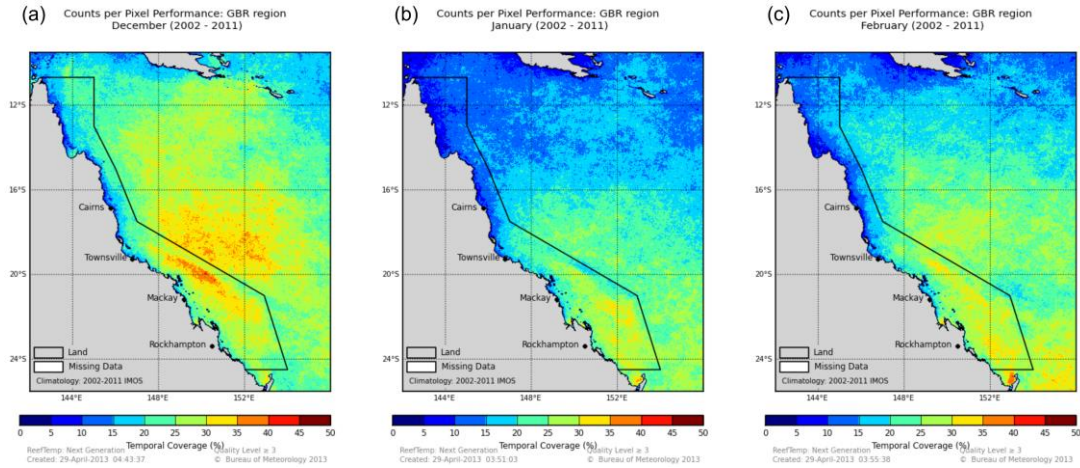 (a)
Counts per Pixel Performance: GBR region
December (2002 - 2011)
12°S
16°S
20°S
24°S
Cairns
Townsville
Mackay
Rockhampton
Land
Missing Data
Climatology: 2002-2011 IMOS
144°E
148°E
152°E
0 5 10 15 20 25 30 35 40 45 50
Temporal Coverage (%)
ReefTemp: Next Generation
Quality Level ≥ 3
Created: 29-April-2013 04:43:37
© Bureau of Meteorology 2013
(b)
Counts per Pixel Performance: GBR region
January (2002 - 2011)
12°S
16°S
20°S
24°S
Cairns
Townsville
Mackay
Rockhampton
Land
Missing Data
Climatology: 2002-2011 IMOS
144°E
148°E
152°E
0 5 10 15 20 25 30 35 40 45 50
Temporal Coverage (%)
ReefTemp: Next Generation
Quality Level ≥ 3
Created: 29-April-2013 03:51:03
© Bureau of Meteorology 2013
(c)
Counts per Pixel Performance: GBR region
February (2002 - 2011)
12°S
16°S
20°S
24°S
Cairns
Townsville
Mackay
Rockhampton
Land
Missing Data
Climatology: 2002-2011 IMOS
144°E
148°E
152°E
0 5 10 15 20 25 30 35 40 45 50
Temporal Coverage (%)
ReefTemp: Next Generation
Quality Level ≥ 3
Created: 29-April-2013 03:55:38
© Bureau of Meteorology 2013